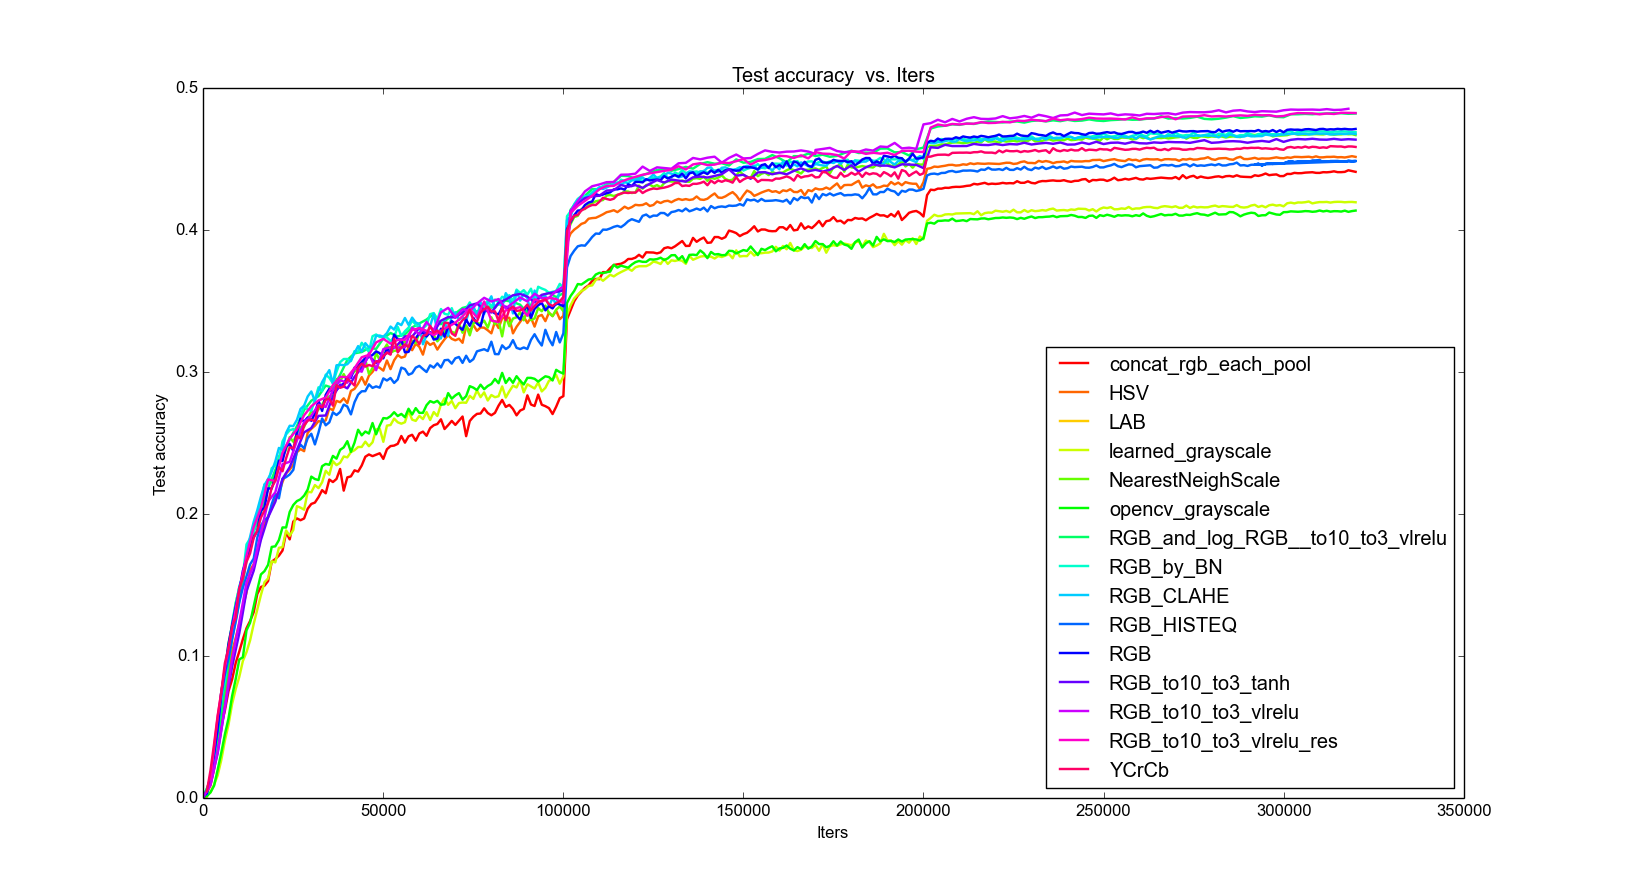 Test accuracy  vs. Iters
0.5
0.4
0.3
0.2
0.1
0.0
Test accuracy
0
50000
100000
150000
200000
250000
300000
350000
Iters
concat_rgb_each_pool
HSV
LAB
learned_grayscale
NearestNeighScale
opencv_grayscale
RGB_and_log_RGB__to10_to3_vlrelu
RGB_by_BN
RGB_CLAHE
RGB_HISTEQ
RGB
RGB_to10_to3_tanh
RGB_to10_to3_vlrelu
RGB_to10_to3_vlrelu_res
YCrCb